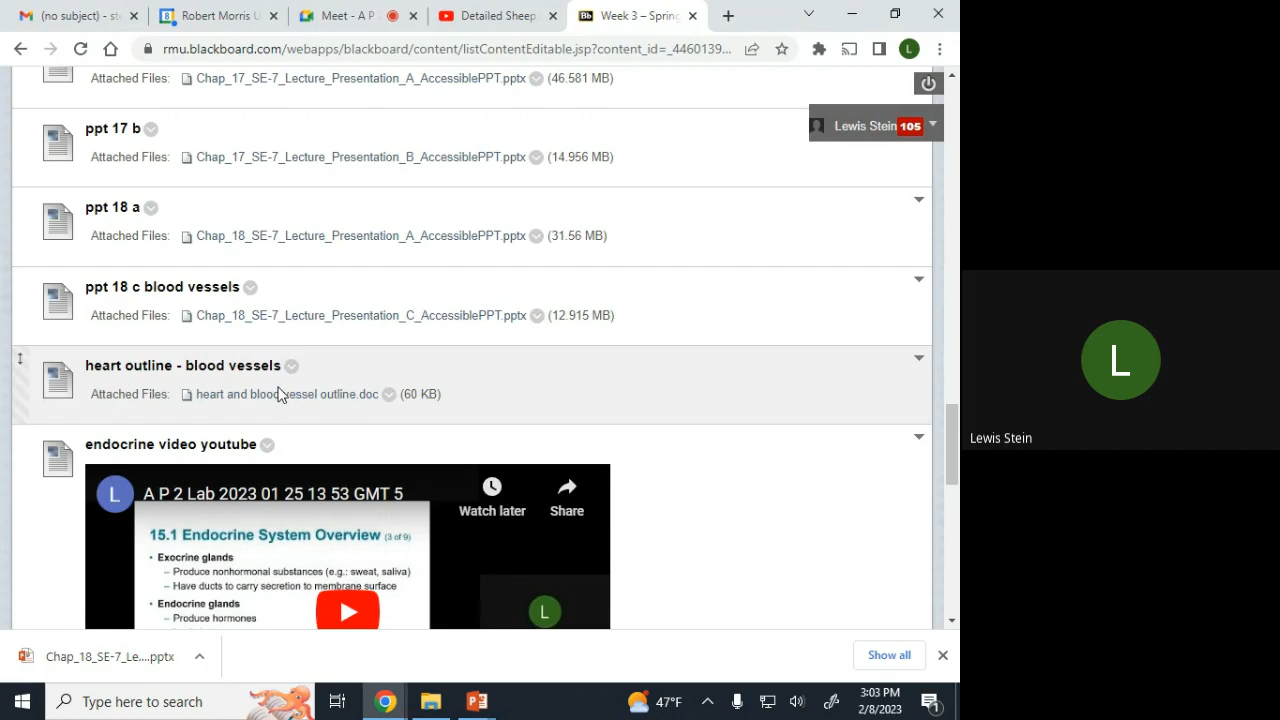 (no subject) - st
Robert Morris U
Meet - A P
Detailed Sheep
Week 3 – Spring
rmu.blackboard.com/webapps/blackboard/content/listContentEditable.jsp?content_id=_4460139...
L
Attached Files: Chap_17_SE-7_Lecture_Presentation_A_AccessiblePPT.pptx (46.581 MB)
Lewis Stein 105
ppt 17 b
Attached Files: Chap_17_SE-7_Lecture_Presentation_B_AccessiblePPT.pptx (14.956 MB)
ppt 18 a
Attached Files: Chap_18_SE-7_Lecture_Presentation_A_AccessiblePPT.pptx (31.56 MB)
ppt 18 c blood vessels
Attached Files: Chap_18_SE-7_Lecture_Presentation_C_AccessiblePPT.pptx (12.915 MB)
heart outline - blood vessels
Attached Files: heart and blood vessel outline.doc (60 KB)
endocrine video youtube
L A P 2 Lab 2023 01 25 13 53 GMT 5
Watch later
Share
15.1 Endocrine System Overview (3 of 9)
• Exocrine glands
– Produce nonhormonal substances (e.g.: sweat, saliva)
– Have ducts to carry secretion to membrane surface
• Endocrine glands
– Produce hormones
L
Chap_18_SE-7_Le....pptx
Show all
Type here to search
47°F
3:03 PM
2/8/2023
1
L
Lewis Stein